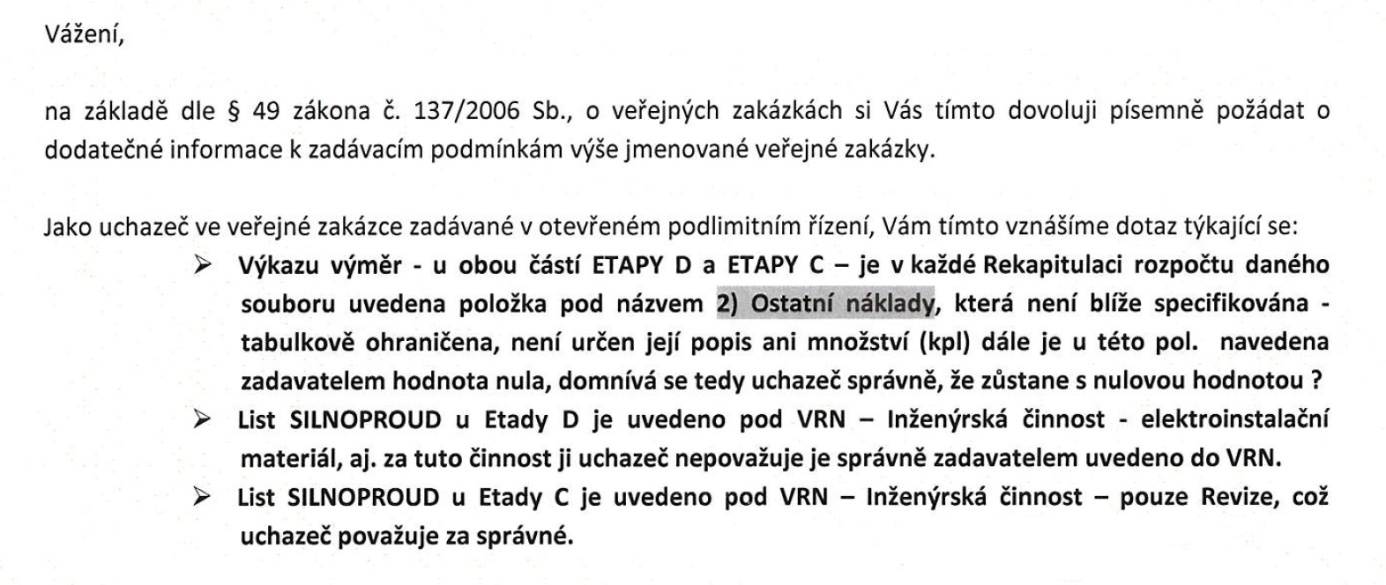 Vážení,
na základě dle § 49 zákona č. 137/2006 Sb., o veřejných zakázkách si Vás tímto dovoluji písemně požádat o
dodatečné informace k zadávacím podmínkám výše jmenované veřejné zakázky.
Jako uchazeč ve veřejné zakázce zadávané v otevřeném podlimitním řízení, Vám tímto vznášíme dotaz týkající se:
➢ Výkazu výměr - u obou částí ETAPY D a ETAPY C – je v každé Rekapitulaci rozpočtu daného
souboru uvedena položka pod názvem 2) Ostatní náklady, která není blíže specifikována -
tabulkově ohraničena, není určen její popis ani množství (kpl) dále je u této pol. navedena
zadavatelem hodnota nula, domnívá se tedy uchazeč správně, že zůstane s nulovou hodnotou ?
➢ List SILNOPROUD u Etady D je uvedeno pod VRN – Inženýrská činnost - elektroinstalační
materiál, aj. za tuto činnost ji uchazeč nepovažuje je správně zadavatelem uvedeno do VRN.
➢ List SILNOPROUD u Etady C je uvedeno pod VRN – Inženýrská činnost – pouze Revize, což
uchazeč považuje za správné.